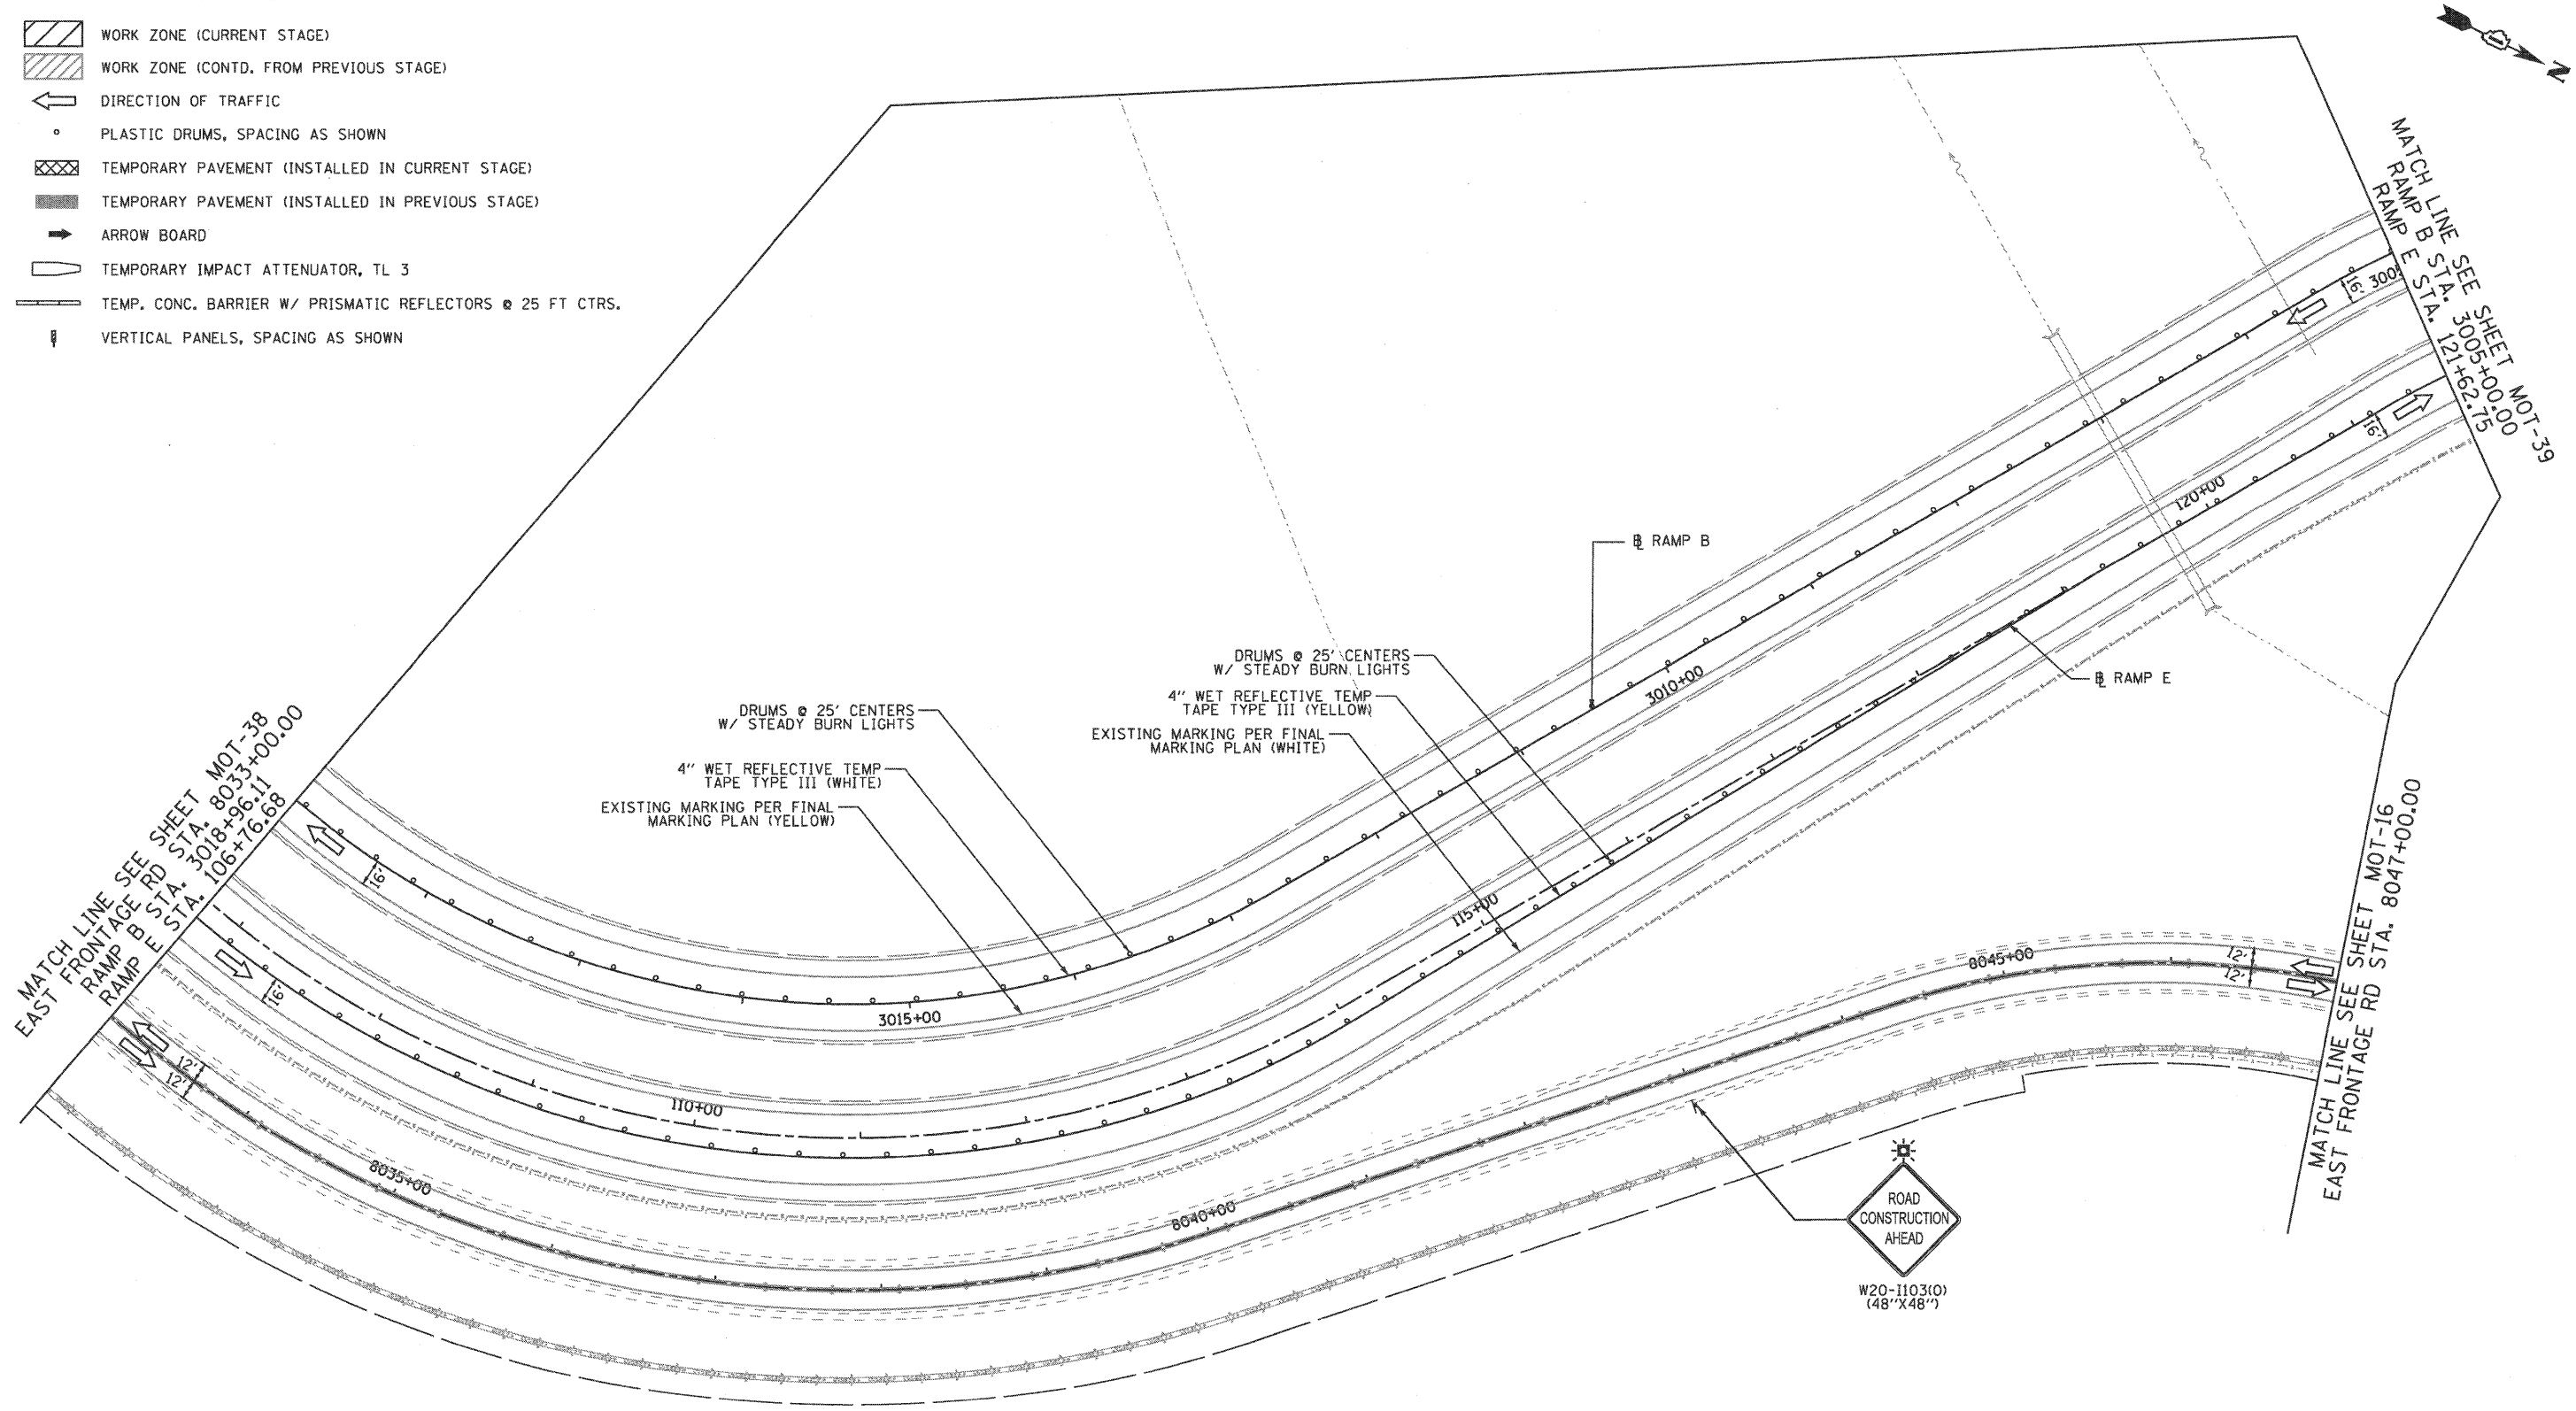 WORK ZONE (CURRENT STAGE)
WORK ZONE (CONTD. FROM PREVIOUS STAGE)
DIRECTION OF TRAFFIC
PLASTIC DRUMS, SPACING AS SHOWN
TEMPORARY PAVEMENT (INSTALLED IN CURRENT STAGE)
TEMPORARY PAVEMENT (INSTALLED IN PREVIOUS STAGE)
ARROW BOARD
TEMPORARY IMPACT ATTENUATOR, TL 3
TEMP. CONC. BARRIER W/ PRISMATIC REFLECTORS @ 25 FT CTRS.
VERTICAL PANELS, SPACING AS SHOWN
N
MATCH LINE SEE SHEET MOT-39
RAMP B STA. 3005+00.00
RAMP E STA. 121+62.75
3005
16'
16'
120+00
℄ RAMP B
℄ RAMP E
3010+00
DRUMS @ 25' CENTERS
W/ STEADY BURN LIGHTS
4" WET REFLECTIVE TEMP
TAPE TYPE III (YELLOW)
EXISTING MARKING PER FINAL
MARKING PLAN (WHITE)
DRUMS @ 25' CENTERS
W/ STEADY BURN LIGHTS
4" WET REFLECTIVE TEMP
TAPE TYPE III (WHITE)
EXISTING MARKING PER FINAL
MARKING PLAN (YELLOW)
MATCH LINE SEE SHEET MOT-38
EAST FRONTAGE RD STA. 8033+00.00
RAMP B STA. 3018+96.11
RAMP E STA. 106+76.68
16'
16'
12'
12'
3015+00
115+00
110+00
8035+00
8040+00
8045+00
12'
12'
MATCH LINE SEE SHEET MOT-16
EAST FRONTAGE RD STA. 8047+00.00
ROAD
CONSTRUCTION
AHEAD
W20-I103(O)
(48"X48")